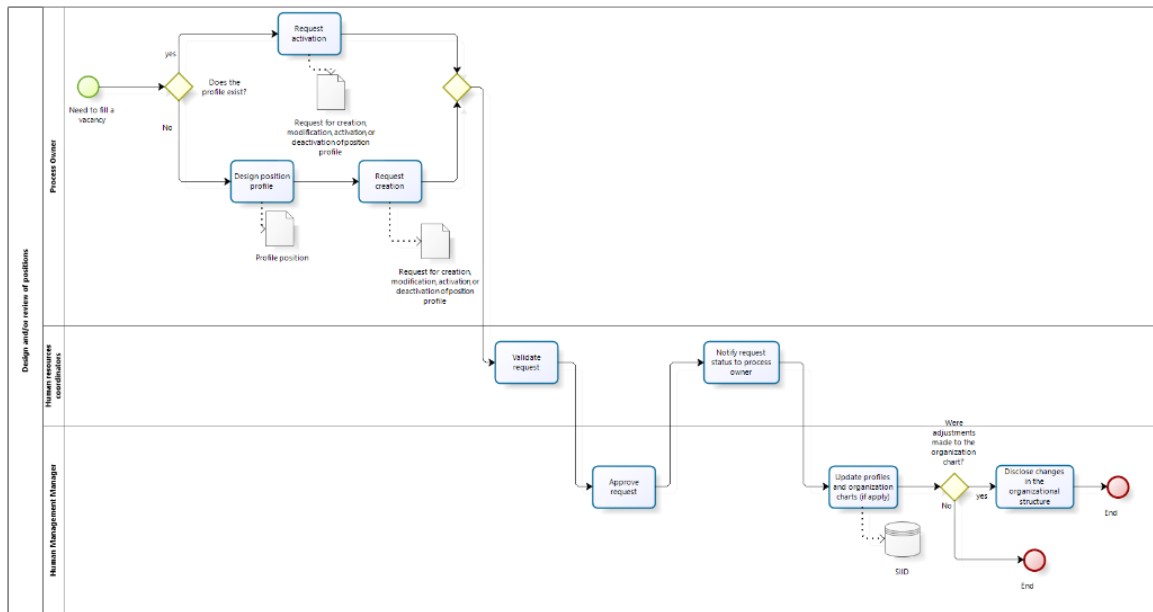 Design and/or review of positions
Process Owner
Human resources
coordinators
Human Management Manager
Need to fill a
vacancy
yes
Does the
profile exist?
No
Request
activation
Request for creation,
modification, activation, or
deactivation of position
profile
Design position
profile
Profile position
Request
creation
Request for creation,
modification, activation, or
deactivation of position
profile
Validate
request
Notify request
status to process
owner
Approve
request
Update profiles
and organization
charts (if apply)
SIID
Were
adjustments
made to the
organization
chart?
yes
No
Disclose changes
in the
organizational
structure
End
End